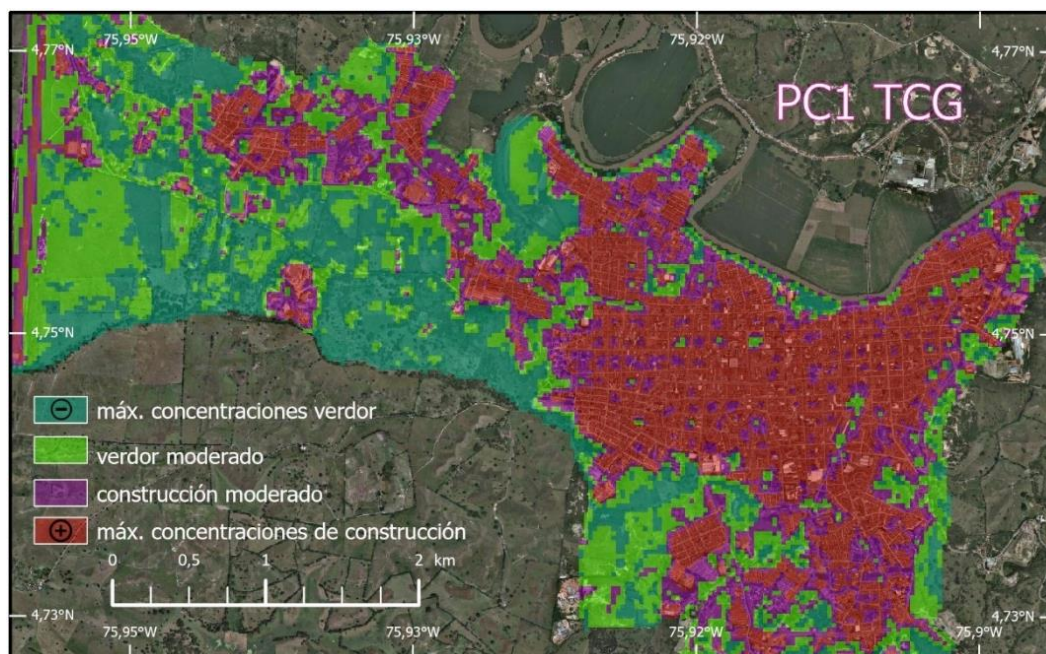 75,95°W 75,93°W 75,92°W
4,77°N 4,77°N
PC1 TCG
4,75°N 4,75°N
máx. concentraciones verdor
verdor moderado
construcción moderado
máx. concentraciones de construcción
0 0,5 1 2 km
4,73°N 4,73°N
75,95°W 75,93°W 75,92°W 75,9°W